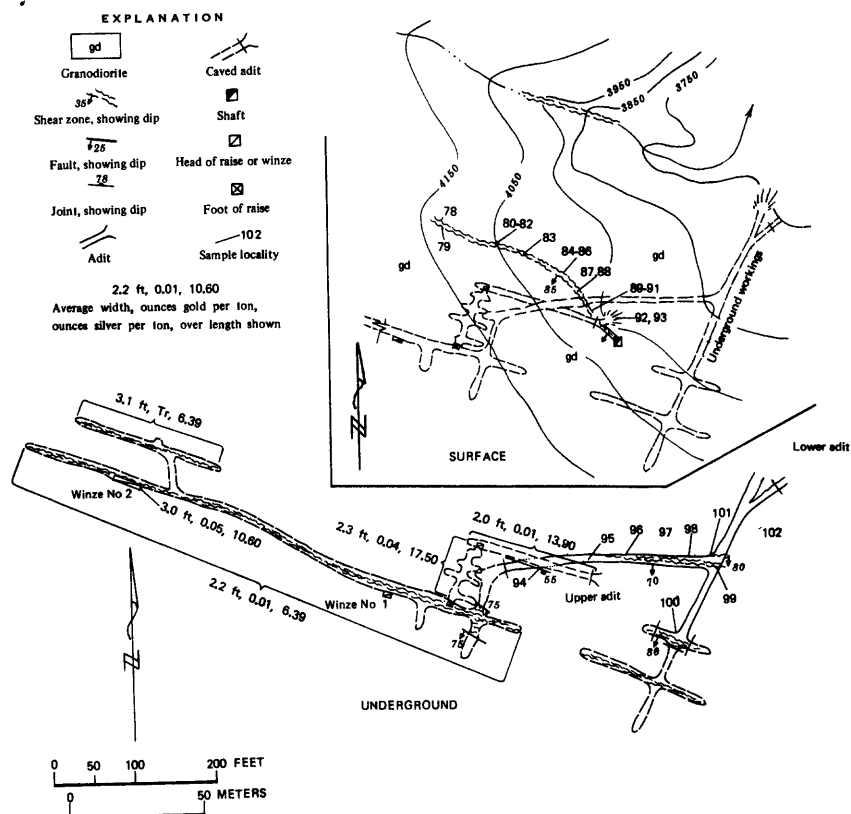 EXPLANATION
gd
Granodiorite
Caved adit
35
Shear zone, showing dip
Shaft
25
Fault, showing dip
Head of raise or winze
78
Joint, showing dip
Foot of raise
Adit
102
Sample locality
2.2 ft, 0.01, 10.60
Average width, ounces gold per ton,
ounces silver per ton, over length shown
3950
3850
3750
4150
4050
78
79
80-82
83
84-86
85
87,88
89-91
92, 93
gd
gd
gd
Underground workings
N
SURFACE
Lower adit
3.1 ft, Tr, 6.39
Winze No 2
3.0 ft, 0.05, 10.60
2.3 ft, 0.04, 17.50
2.0 ft, 0.01, 13.90
2.2 ft, 0.01, 6.39
Winze No 1
94
95
96
97
98
101
102
55
70
80
99
Upper adit
100
75
75
80
N
UNDERGROUND
0 50 100 200 FEET
0 50 METERS